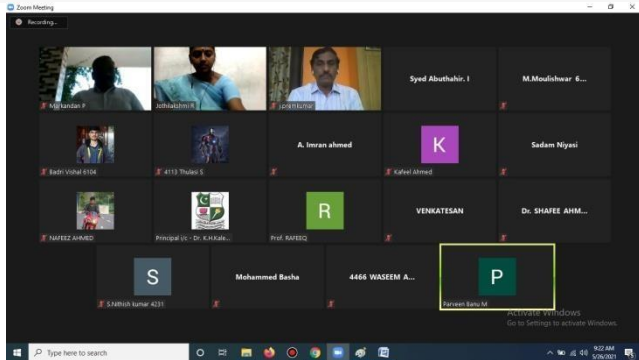 Zoom Meeting
Recording...
Markandan P
Jothilakshmi R
J.premkumar
Syed Abuthahir. I
M.Moulishwar 6...
Badri Vishal 6104
4113 Thulasi S
A. Imran ahmed
K
Kafeel Ahmed
Sadam Niyasi
NAFEEZ AHMED
Principal i/c - Dr. K.H.Kale...
R
Prof. RAFEEQ
VENKATESAN
Dr. SHAFEE AHM...
S
S.Nithish kumar 4231
Mohammed Basha
4466 WASEEM A...
P
Parveen Banu M
Activate Windows
Go to Settings to activate Windows.
Type here to search
9:22 AM
5/26/2021